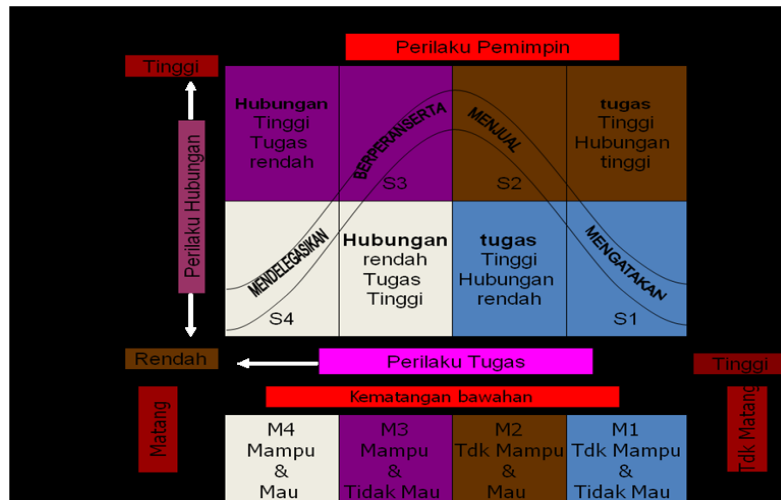 Perilaku Pemimpin
Tinggi
Hubungan
Tinggi
Tugas
rendah
BERPERANSERTA
S3
MENJUAL
S2
tugas
Tinggi
Hubungan
tinggi
Perilaku Hubungan
MENDELEGASIKAN
S4
Hubungan
rendah
Tugas
Tinggi
tugas
Tinggi
Hubungan
rendah
MENGATAKAN
S1
Rendah
Perilaku Tugas
Tinggi
Kematangan bawahan
Matang
M4
Mampu
&
Mau
M3
Mampu
&
Tidak Mau
M2
Tdk Mampu
&
Mau
M1
Tdk Mampu
&
Tidak Mau
Tdk Matang